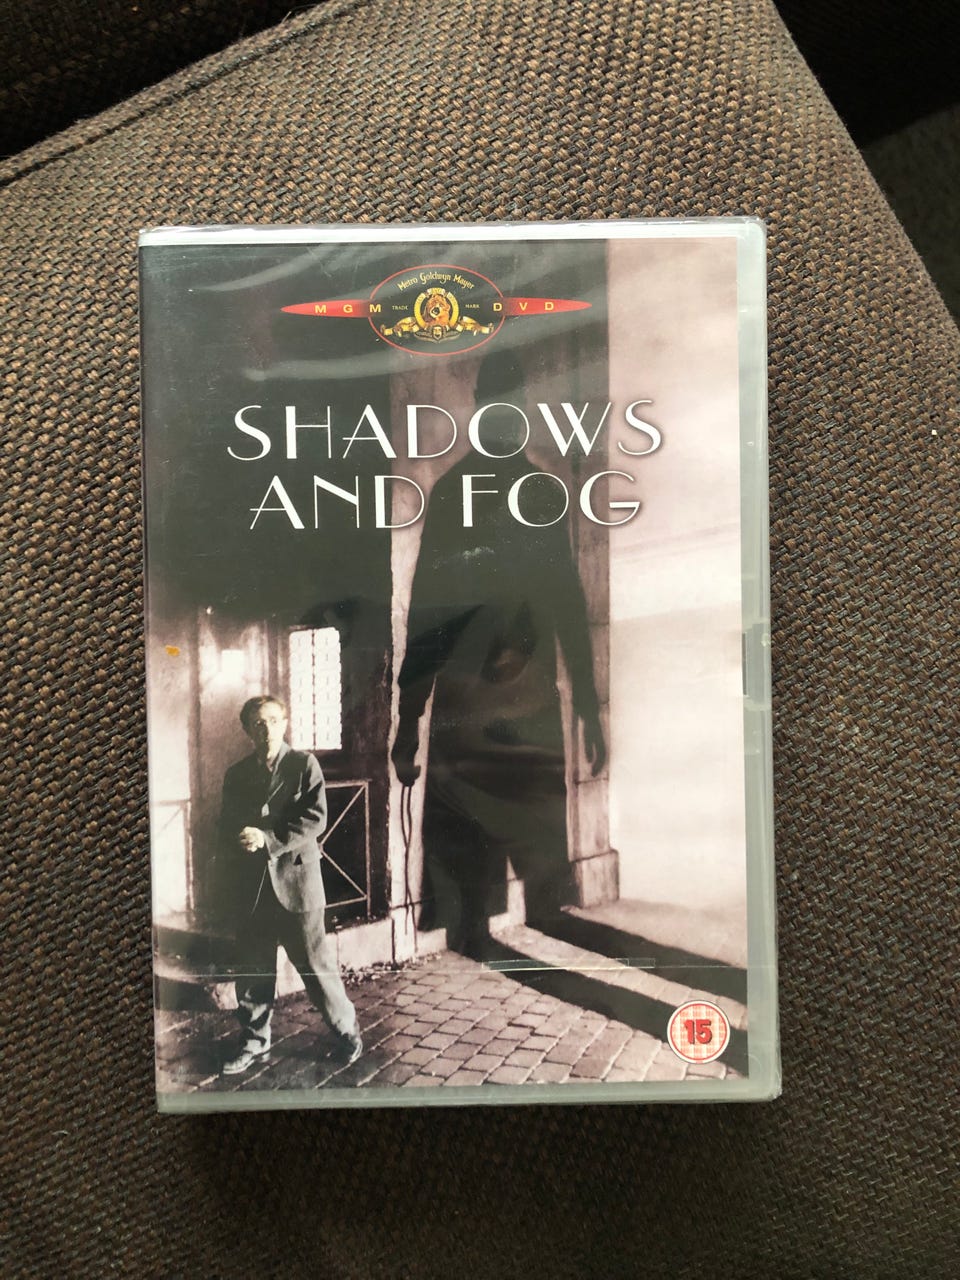 Metro Goldwyn Mayer
MGM TRADE MARK DVD
SHADOWS
AND FOG
15